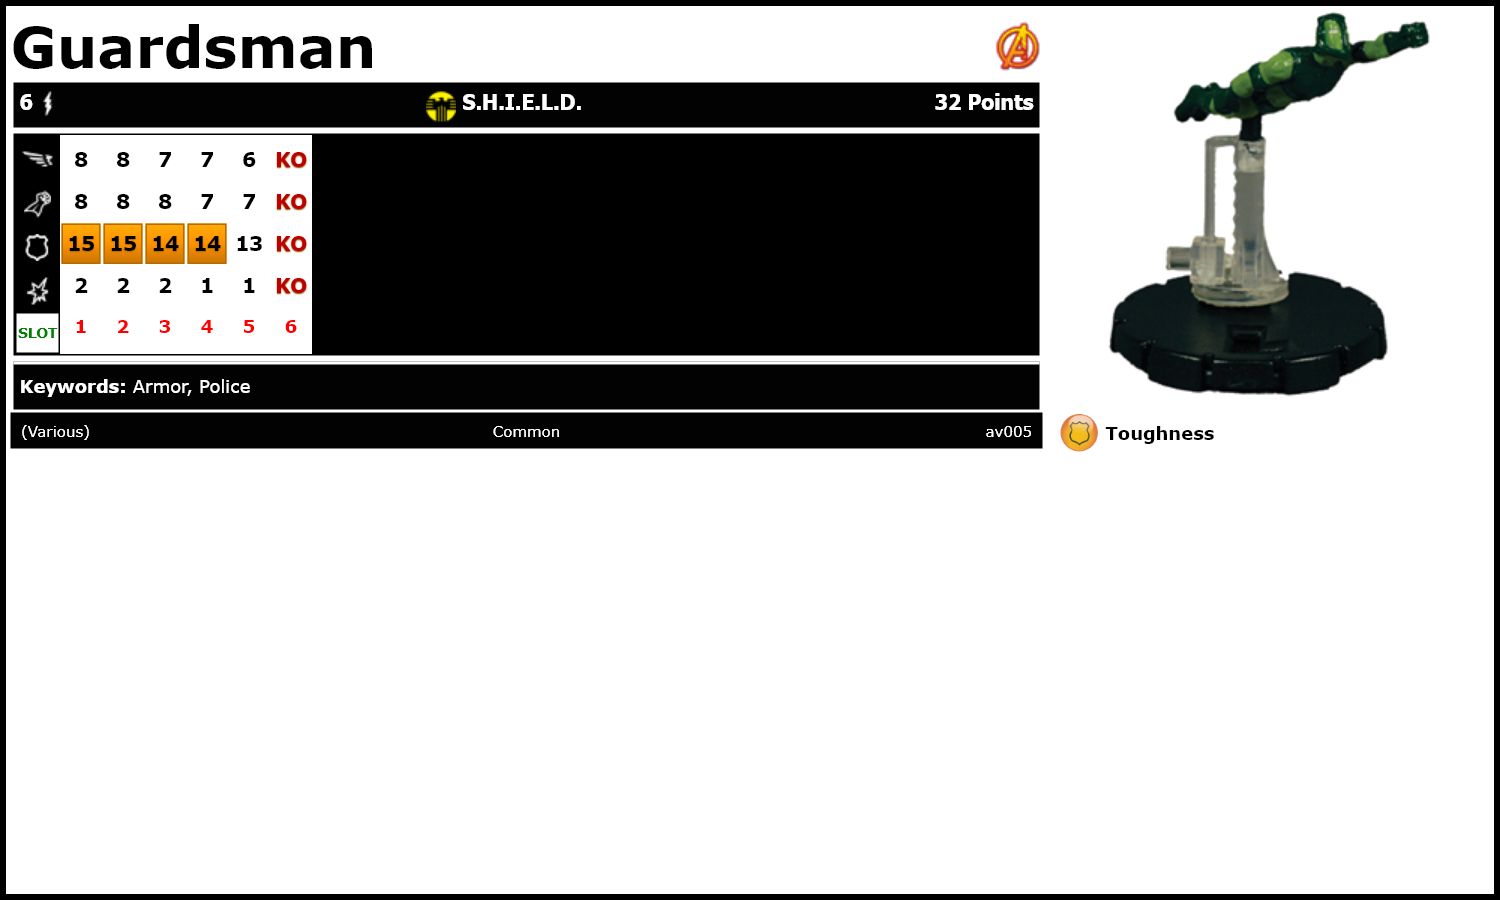 Guardsman
6 S.H.I.E.L.D. 32 Points
8 8 7 7 6 KO
8 8 8 7 7 KO
15 15 14 14 13 KO
2 2 2 1 1 KO
SLOT 1 2 3 4 5 6
Keywords: Armor, Police
(Various) Common av005
Toughness